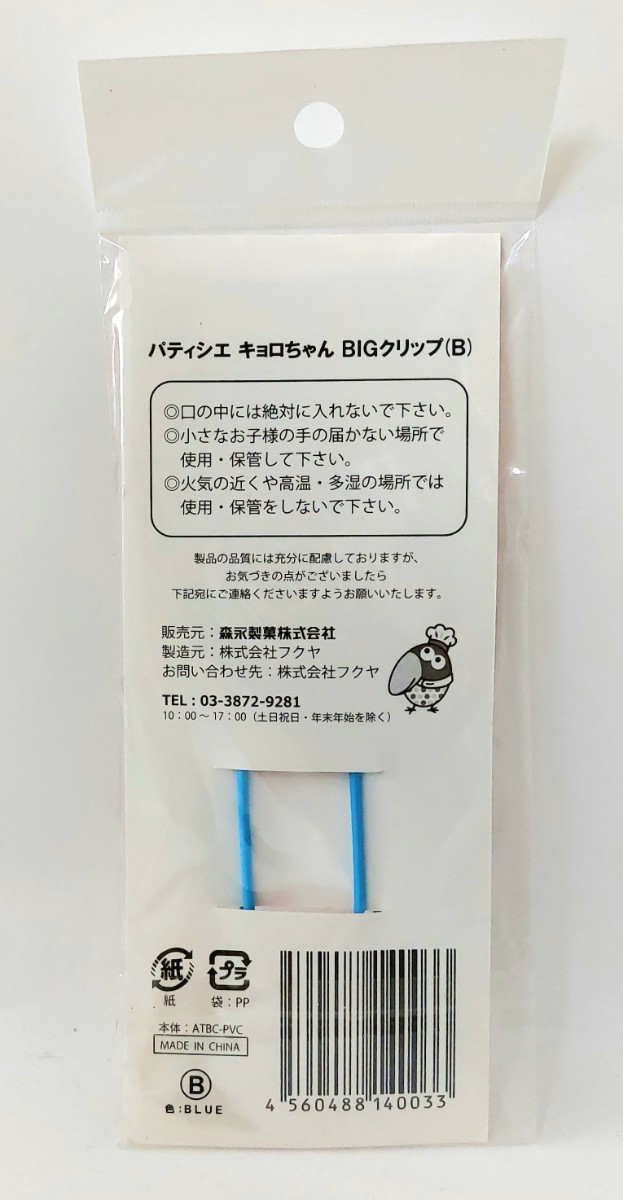 パティシエ キョロちゃん BIGクリップ(B)
◎口の中には絶対に入れないで下さい。
◎小さなお子様の手の届かない場所で
使用・保管して下さい。
◎火気の近くや高温・多湿の場所では
使用・保管をしないで下さい。
製品の品質には充分に配慮しておりますが、
お気づきの点がございましたら
下記宛にご連絡くださいますようお願いいたします。
販売元：森永製菓株式会社
製造元：株式会社フクヤ
お問い合わせ先：株式会社フクヤ
TEL：03-3872-9281
10：00～17：00（土日祝日・年末年始を除く）
紙 プラ
紙 袋：PP
本体：ATBC-PVC
MADE IN CHINA
B
色：BLUE
4 560488 140033